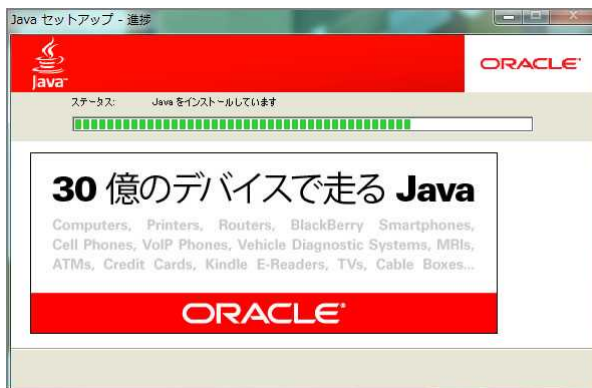 Java セットアップ - 進捗
Java
ORACLE
ステータス: Java をインストールしています
30 億のデバイスで走る Java
Computers, Printers, Routers, BlackBerry Smartphones,
Cell Phones, VoIP Phones, Vehicle Diagnostic Systems, MRIs,
ATMs, Credit Cards, Kindle E-Readers, TVs, Cable Boxes...
ORACLE